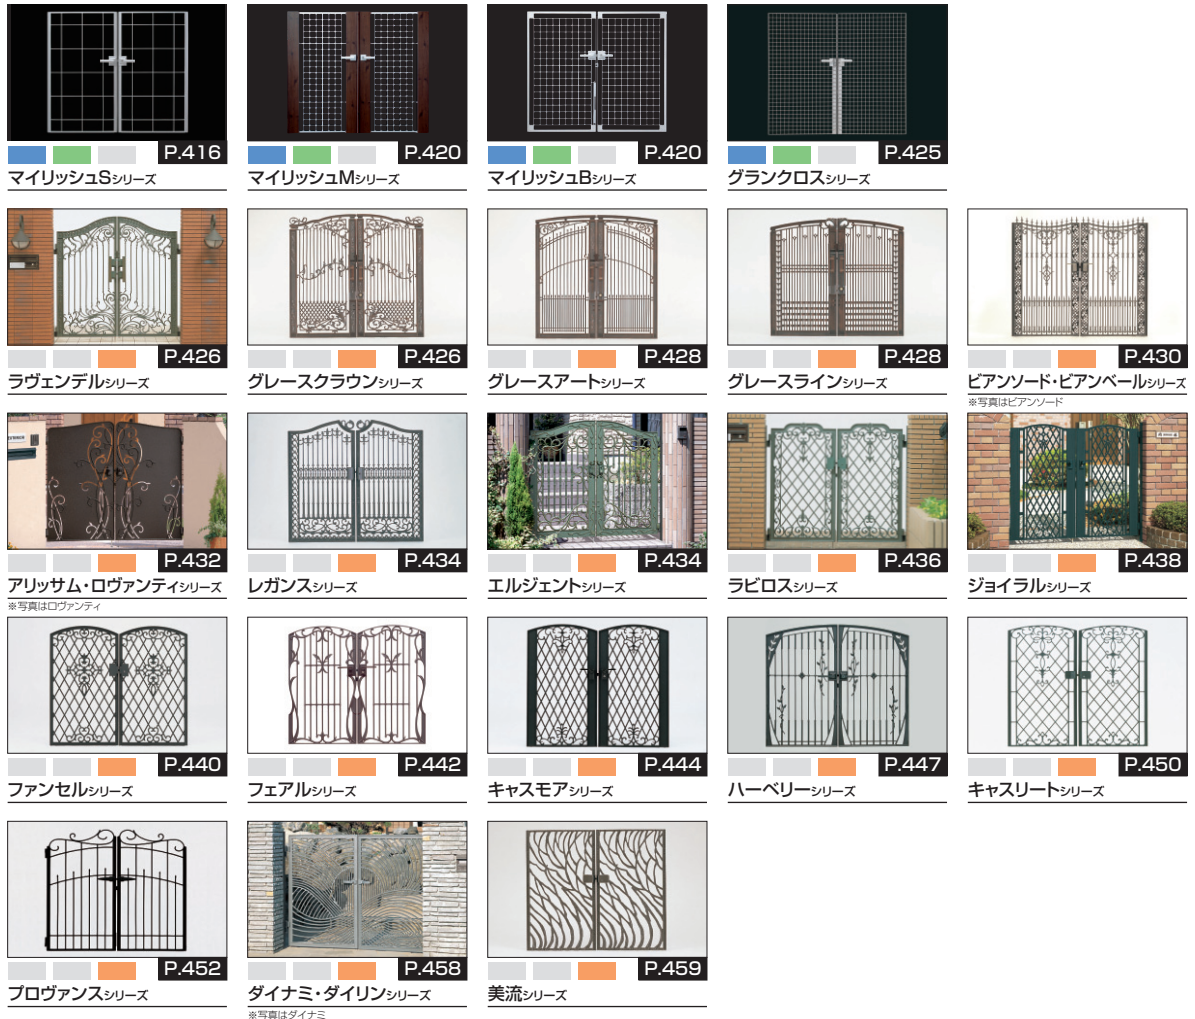 P.416
マイリッシュSシリーズ
P.420
マイリッシュMシリーズ
P.420
マイリッシュBシリーズ
P.425
グランクロスシリーズ
P.426
ラヴェンデルシリーズ
P.426
グレースクラウンシリーズ
P.428
グレースアートシリーズ
P.428
グレースラインシリーズ
P.430
ビアンソード・ビアンベールシリーズ
※写真はビアンソード
P.432
アリッサム・ロヴァンティシリーズ
※写真はロヴァンティ
P.434
レガンスシリーズ
P.434
エルジェントシリーズ
P.436
ラビロスシリーズ
P.438
ジョイラルシリーズ
P.440
ファンセルシリーズ
P.442
フェアルシリーズ
P.444
キャスモアシリーズ
P.447
ハーベリーシリーズ
P.450
キャスリートシリーズ
P.452
プロヴァンスシリーズ
P.458
ダイナミ・ダイリンシリーズ
※写真はダイナミ
P.459
美流シリーズ